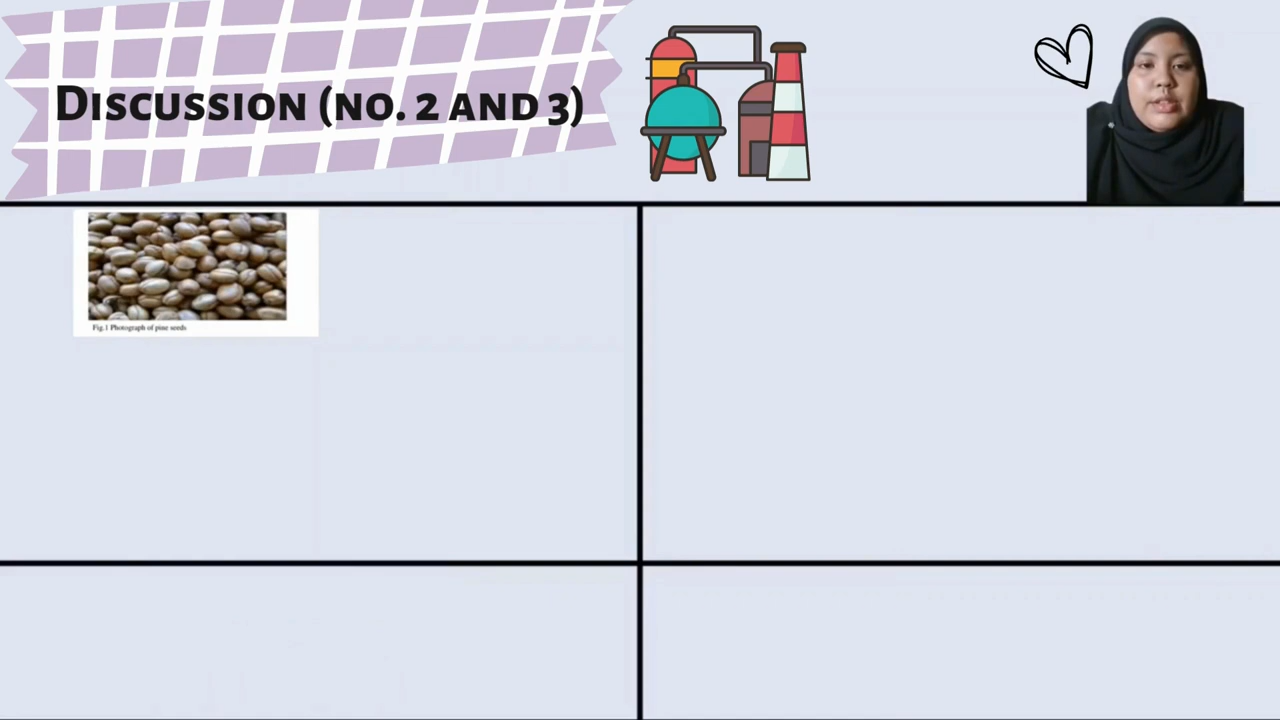 Discussion (no. 2 and 3)
Fig.1 Photograph of pine seeds